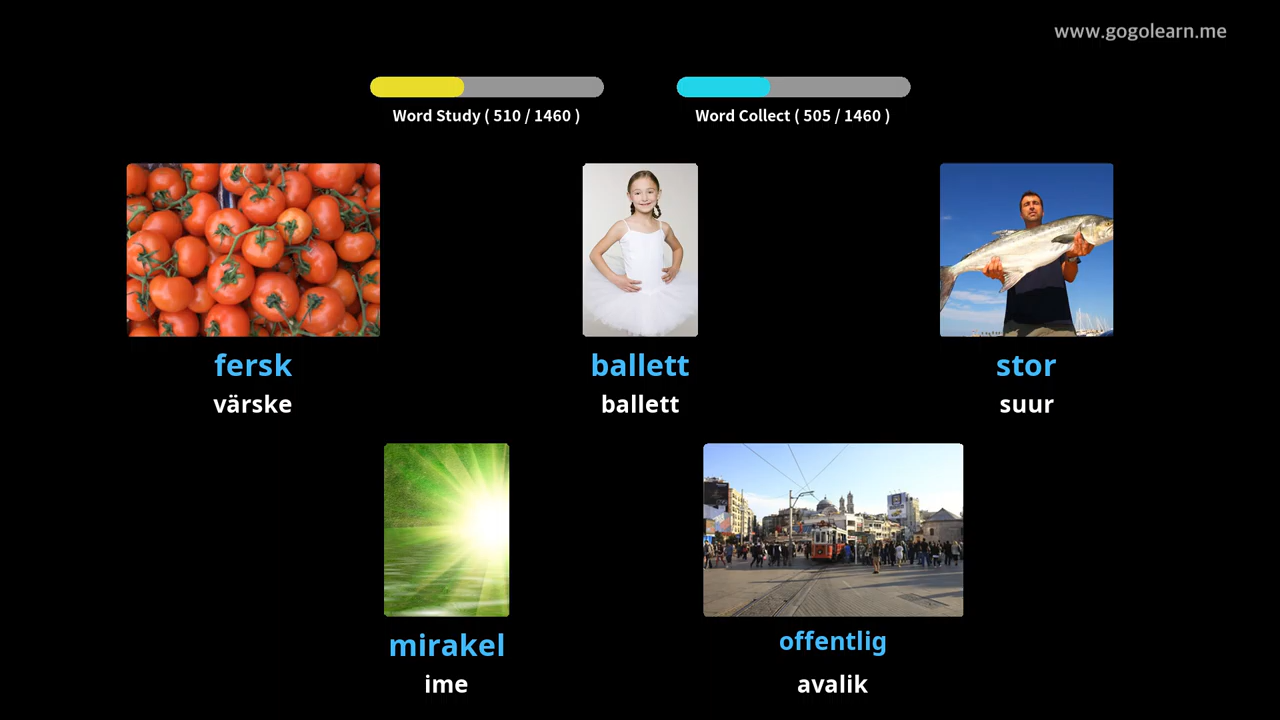 www.gogolearn.me
Word Study ( 510 / 1460 )
Word Collect ( 505 / 1460 )
fersk
värske
ballett
ballett
stor
suur
mirakel
ime
offentlig
avalik